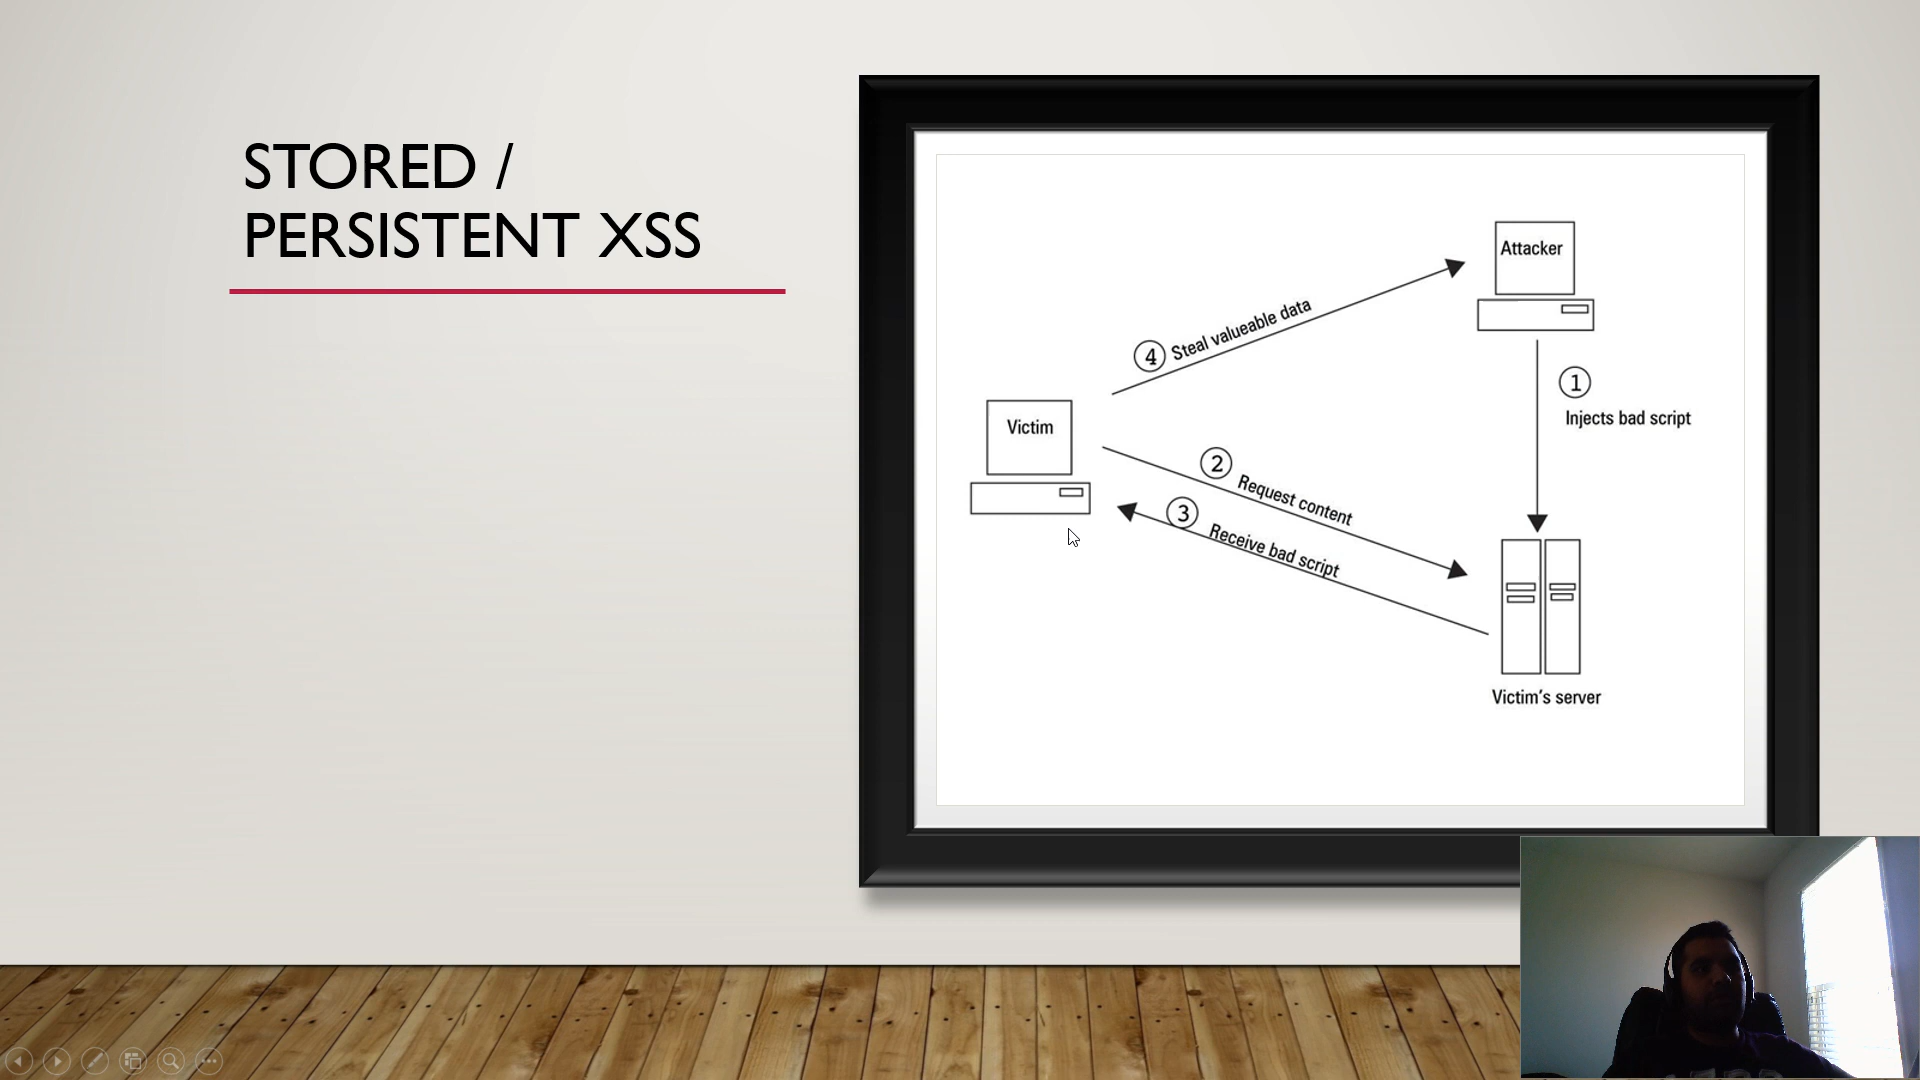 STORED /
PERSISTENT XSS
Attacker
4 Steal valueable data
1
Injects bad script
Victim
2 Request content
3 Receive bad script
Victim's server